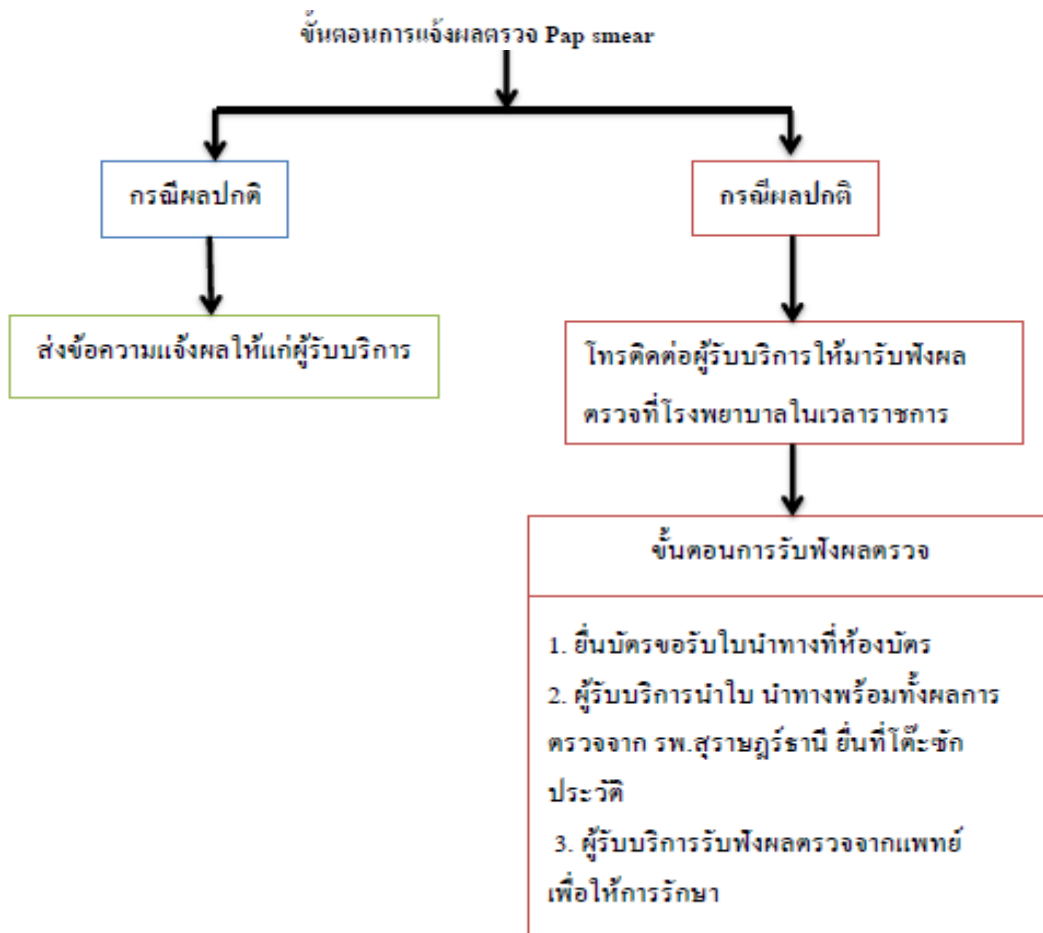 ขั้นตอนการแจ้งผลตรวจ Pap smear
กรณีผลปกติ
กรณีผลปกติ
ส่งข้อความแจ้งผลให้แก่ผู้รับบริการ
โทรติดต่อผู้รับบริการให้มารับฟังผล
ตรวจที่โรงพยาบาลในเวลาราชการ
ขั้นตอนการรับฟังผลตรวจ
1. ยื่นบัตรขอรับใบนำทางที่ห้องบัตร
2. ผู้รับบริการนำใบ นำทางพร้อมทั้งผลการ
ตรวจจาก รพ.สุราษฎร์ธานี ยื่นที่โต๊ะซัก
ประวัติ
3. ผู้รับบริการรับฟังผลตรวจจากแพทย์
เพื่อให้การรักษา